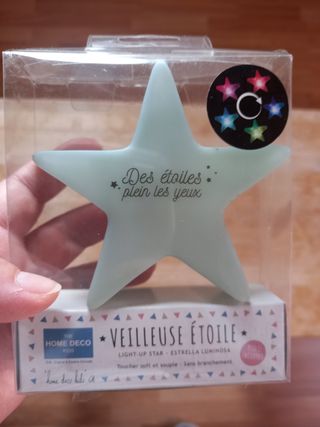 Des étoiles
plein les yeux
THE
HOME DECO
KIDS
VEILLEUSE ÉTOILE
LIGHT-UP STAR - ESTRELLA LUMINOSA
Toucher soft et souple - Sans branchement